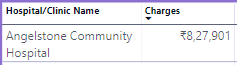 Hospital/Clinic Name Charges
Angelstone Community ₹8,27,901
Hospital